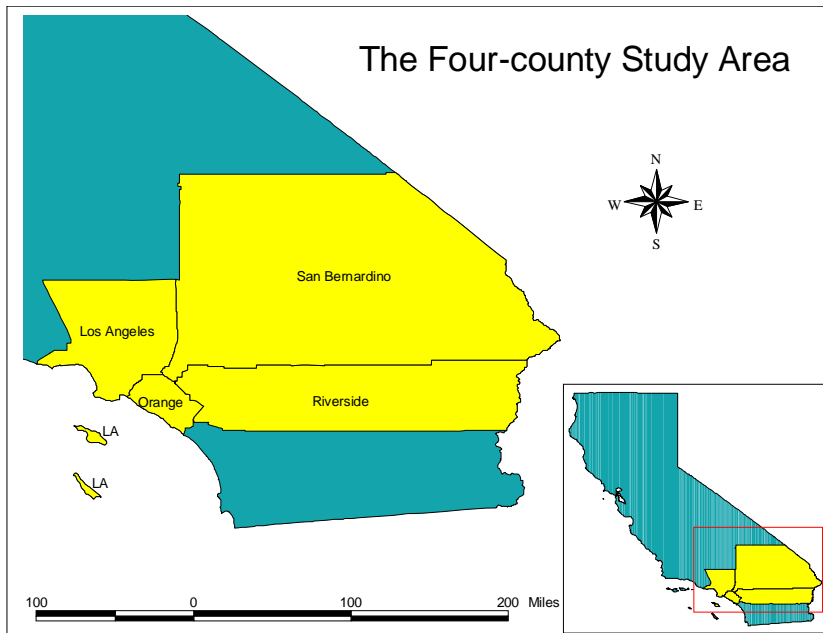 The Four-county Study Area
N
W E
S
San Bernardino
Los Angeles
Orange
Riverside
LA
LA
100 0 100 200 Miles